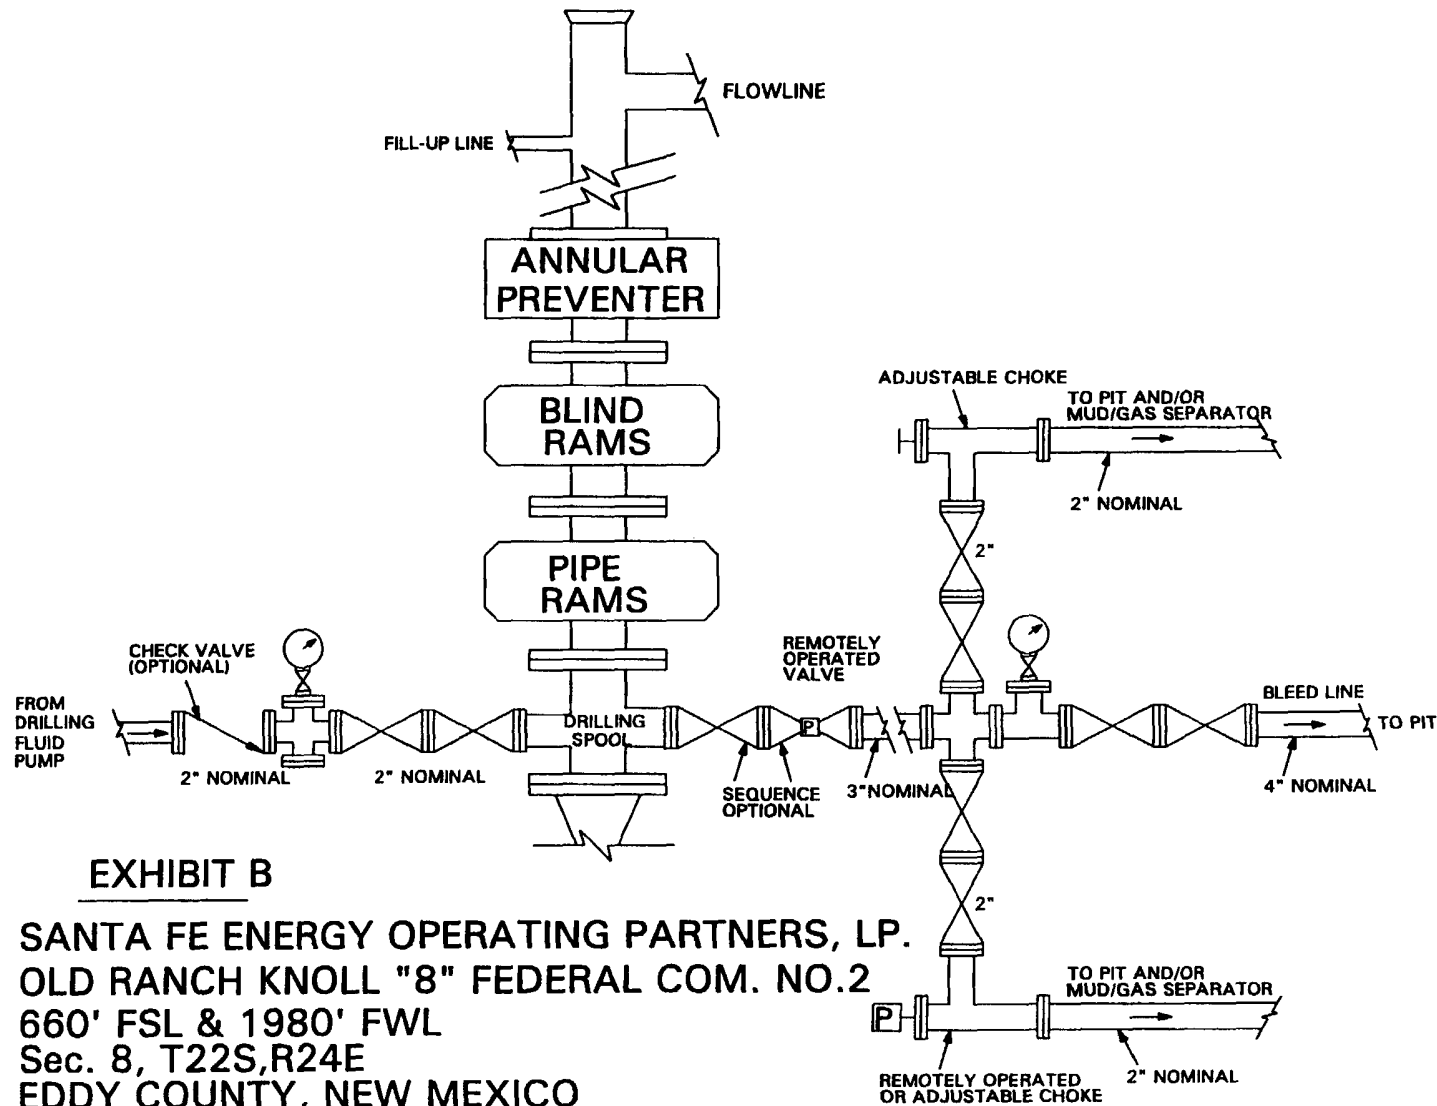 FLOWLINE
FILL-UP LINE
ANNULAR
PREVENTER
BLIND
RAMS
PIPE
RAMS
ADJUSTABLE CHOKE
TO PIT AND/OR
MUD/GAS SEPARATOR
2" NOMINAL
2"
CHECK VALVE
(OPTIONAL)
REMOTELY
OPERATED
VALVE
FROM
DRILLING
FLUID
PUMP
2" NOMINAL
2" NOMINAL
DRILLING
SPOOL
P
SEQUENCE
OPTIONAL
3"NOMINAL
BLEED LINE
TO PIT
4" NOMINAL
2"
TO PIT AND/OR
MUD/GAS SEPARATOR
P
2" NOMINAL
REMOTELY OPERATED
OR ADJUSTABLE CHOKE
EXHIBIT B
SANTA FE ENERGY OPERATING PARTNERS, LP.
OLD RANCH KNOLL "8" FEDERAL COM. NO.2
660' FSL & 1980' FWL
Sec. 8, T22S,R24E
EDDY COUNTY, NEW MEXICO